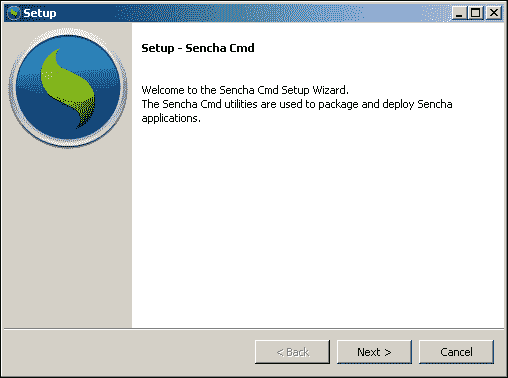 Setup
Setup - Sencha Cmd
Welcome to the Sencha Cmd Setup Wizard.
The Sencha Cmd utilities are used to package and deploy Sencha
applications.
< Back
Next >
Cancel